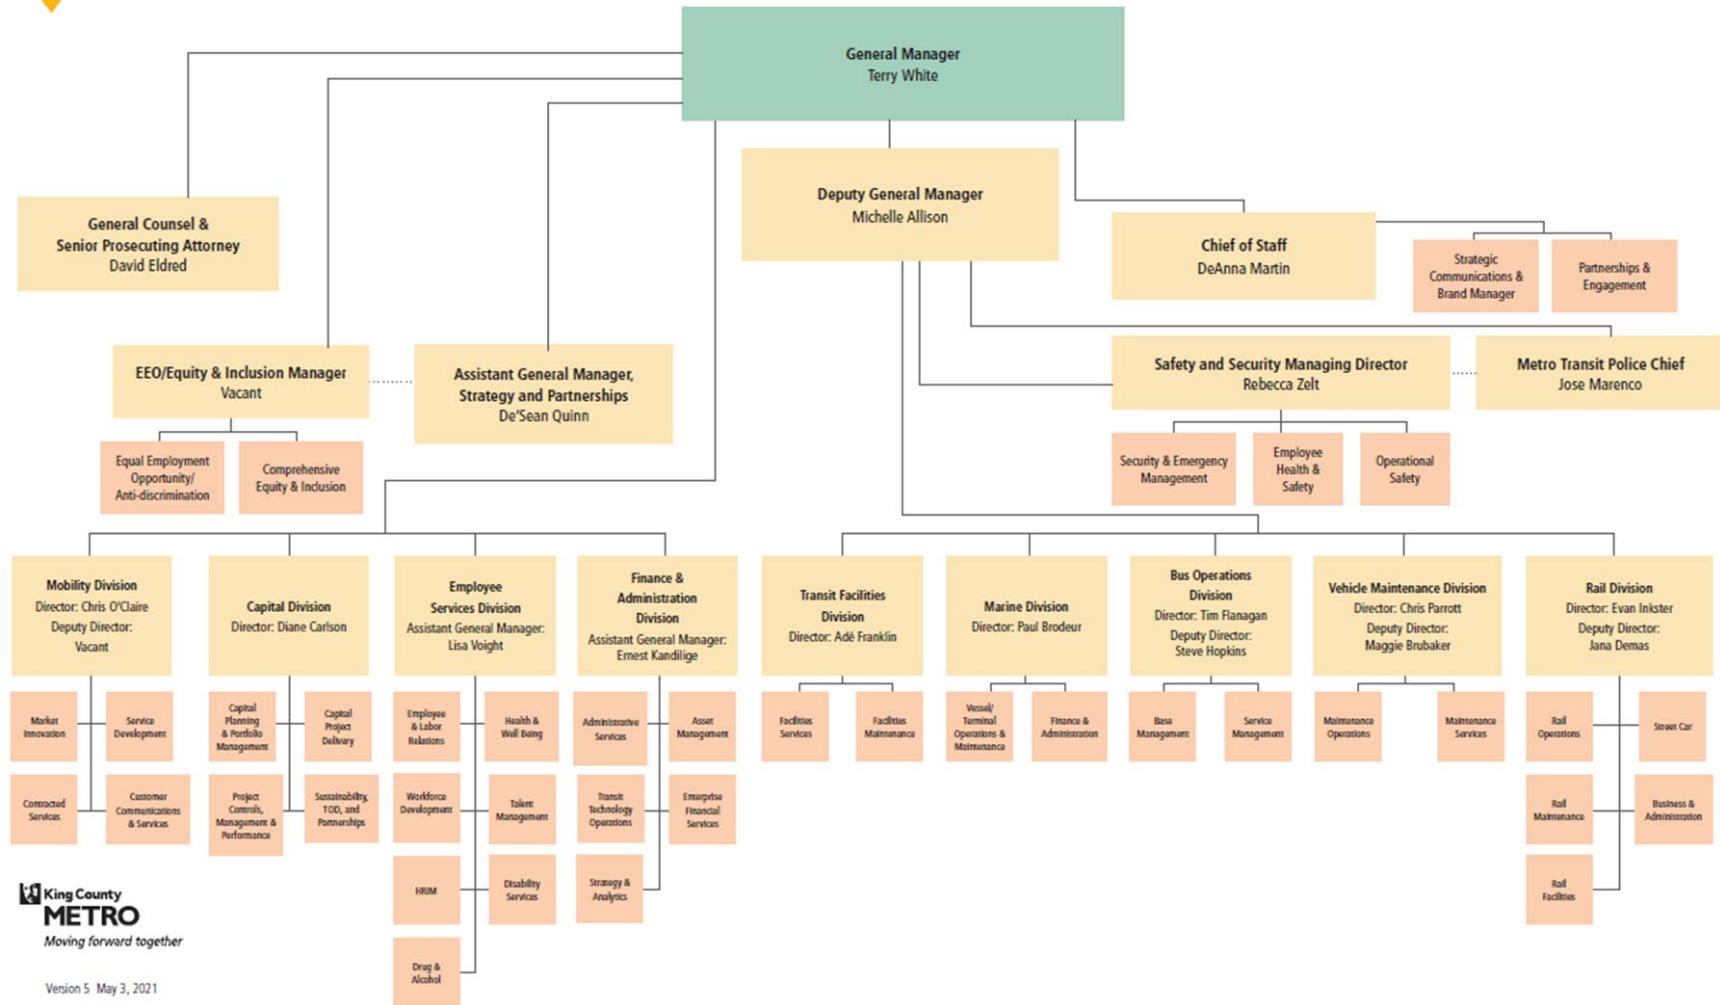 General Manager
Terry White
Deputy General Manager
Michelle Allison
General Counsel &
Senior Prosecuting Attorney
David Eldred
Chief of Staff
DeAnna Martin
Strategic
Communications &
Brand Manager
Partnerships &
Engagement
EEO/Equity & Inclusion Manager
Vacant
Assistant General Manager,
Strategy and Partnerships
De'Sean Quinn
Safety and Security Managing Director
Rebecca Zelt
Metro Transit Police Chief
Jose Marenco
Equal Employment
Opportunity/
Anti-discrimination
Comprehensive
Equity & Inclusion
Security & Emergency
Management
Employee
Health &
Safety
Operational
Safety
Mobility Division
Director: Chris O'Claire
Deputy Director:
Vacant
Capital Division
Director: Diane Carlson
Employee
Services Division
Assistant General Manager:
Lisa Voight
Finance &
Administration
Division
Assistant General Manager:
Ernest Kandilige
Transit Facilities
Division
Director: Adé Franklin
Marine Division
Director: Paul Brodeur
Bus Operations
Division
Director: Tim Flanagan
Deputy Director:
Steve Hopkins
Vehicle Maintenance Division
Director: Chris Parrott
Deputy Director:
Maggie Brubaker
Rail Division
Director: Evan Inkster
Deputy Director:
Jana Demas
Market
Innovation
Service
Development
Contracted
Services
Customer
Communications
& Services
Capital
Planning
& Portfolio
Management
Capital
Project
Delivery
Project
Controls,
Management &
Performance
Sustainability,
TOD, and
Partnerships
Employee
& Labor
Relations
Health &
Well Being
Workforce
Development
Talent
Management
HRIM
Disability
Services
Drug &
Alcohol
Administrative
Services
Asset
Management
Transit
Technology
Operations
Enterprise
Financial
Services
Strategy &
Analytics
Facilities
Services
Facilities
Maintenance
Vessel/
Terminal
Operations &
Maintenance
Finance &
Administration
Base
Management
Service
Management
Maintenance
Operations
Maintenance
Services
Rail
Operations
Street Car
Rail
Maintenance
Business &
Administration
Rail
Facilities
King County
METRO
Moving forward together
Version 5 May 3, 2021